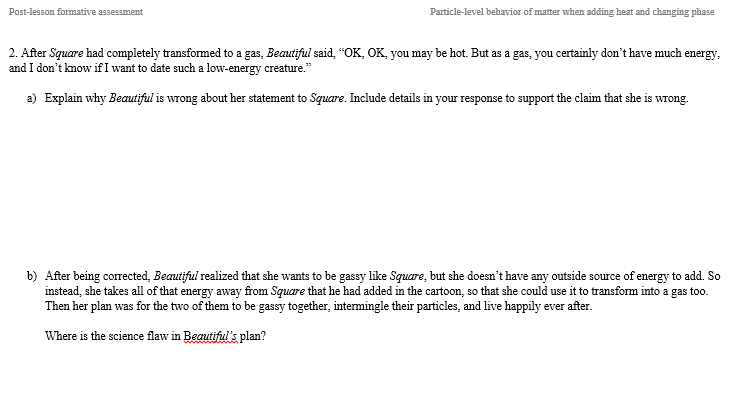 Post-lesson formative assessment
Particle-level behavior of matter when adding heat and changing phase
2. After Square had completely transformed to a gas, Beautiful said, “OK, OK, you may be hot. But as a gas, you certainly don’t have much energy,
and I don’t know if I want to date such a low-energy creature.”
a) Explain why Beautiful is wrong about her statement to Square. Include details in your response to support the claim that she is wrong.
b) After being corrected, Beautiful realized that she wants to be gassy like Square, but she doesn’t have any outside source of energy to add. So
instead, she takes all of that energy away from Square that he had added in the cartoon, so that she could use it to transform into a gas too.
Then her plan was for the two of them to be gassy together, intermingle their particles, and live happily ever after.
Where is the science flaw in Beautiful’s plan?